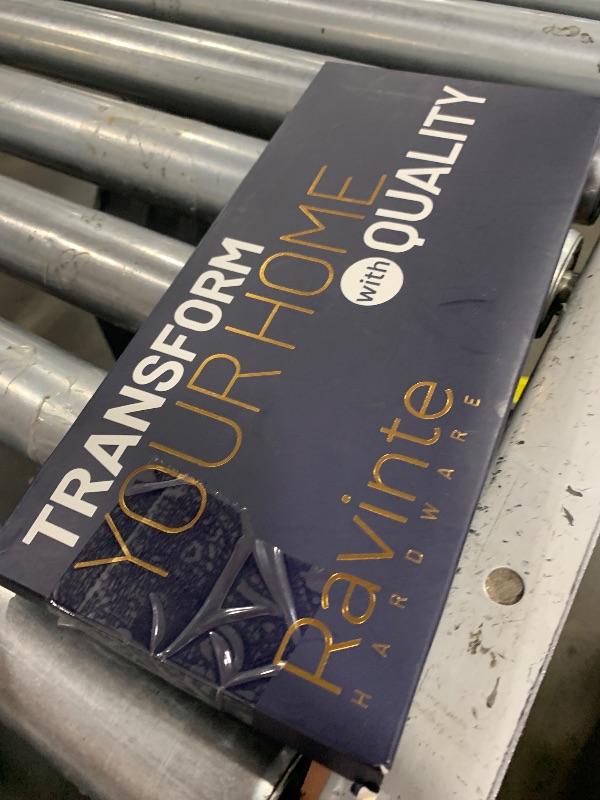 TRANSFORM
YOUR HOME
with QUALITY
Ravinte
HARDWARE